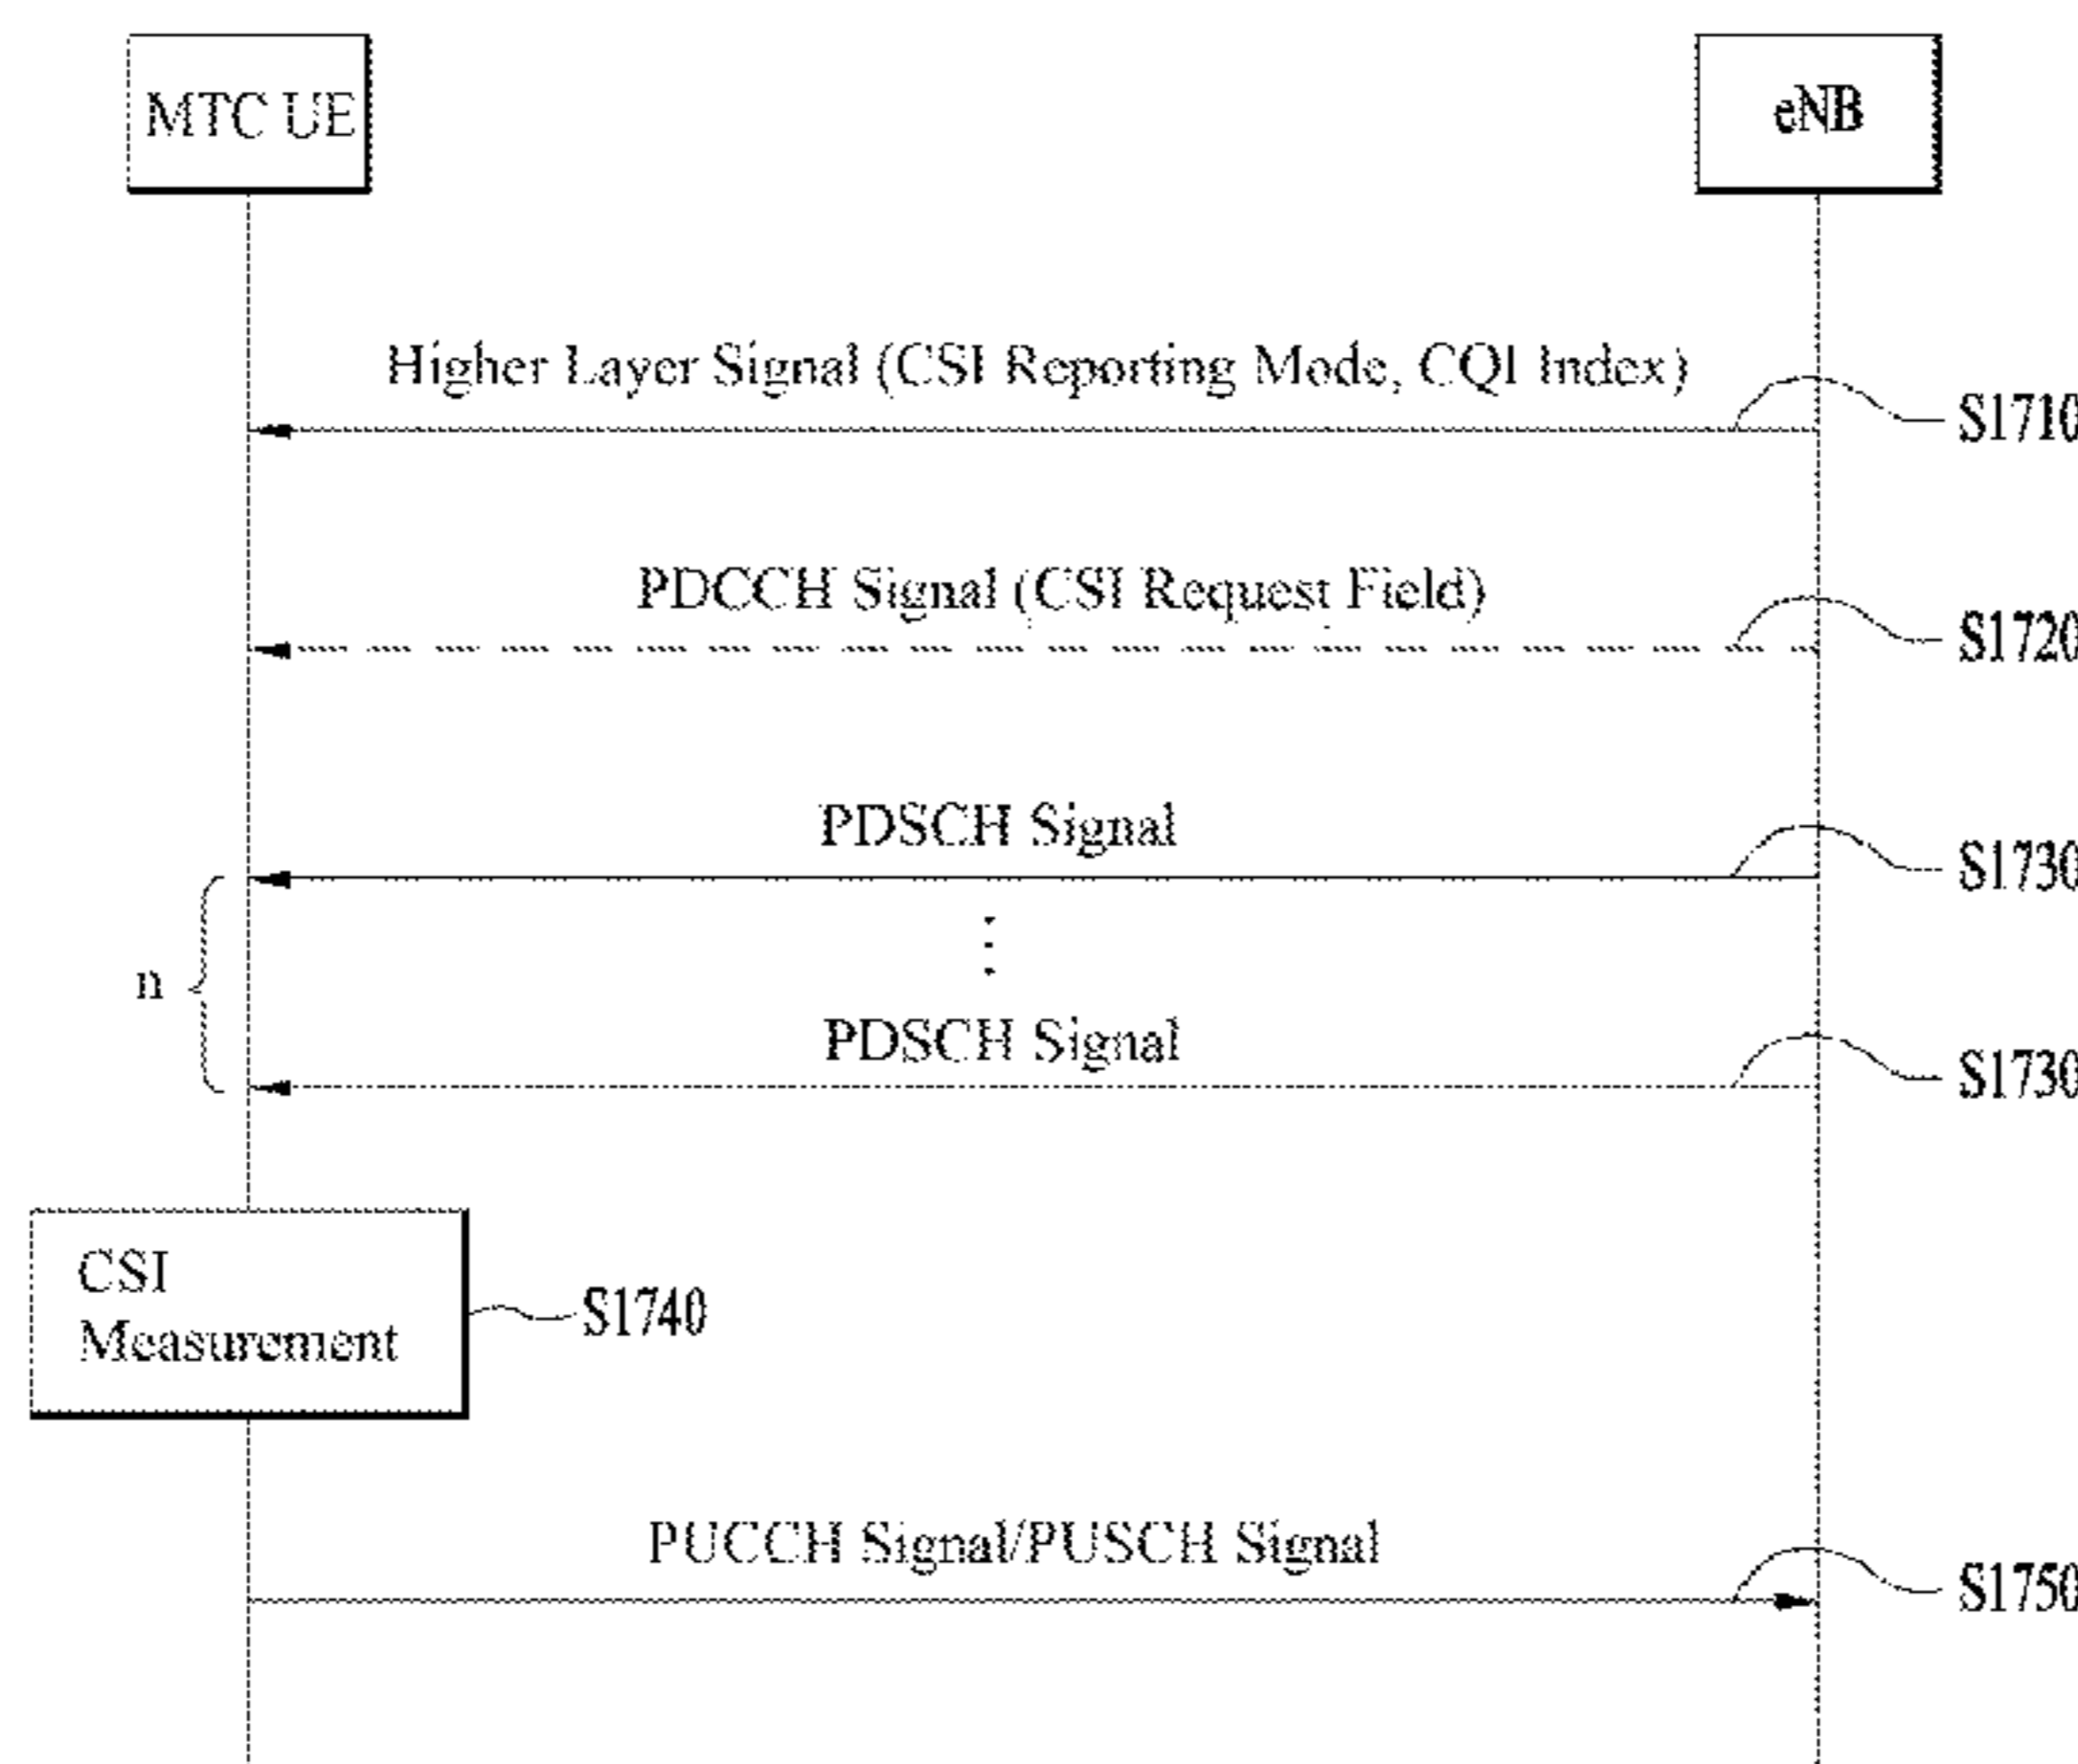 MTC UE
eNB
Higher Layer Signal (CSI Reporting Mode, CQI Index)
S1710
PDCCH Signal (CSI Request Field)
S1720
PDSCH Signal
S1730
n
PDSCH Signal
S1730
CSI
Measurement
S1740
PUCCH Signal/PUSCH Signal
S1750